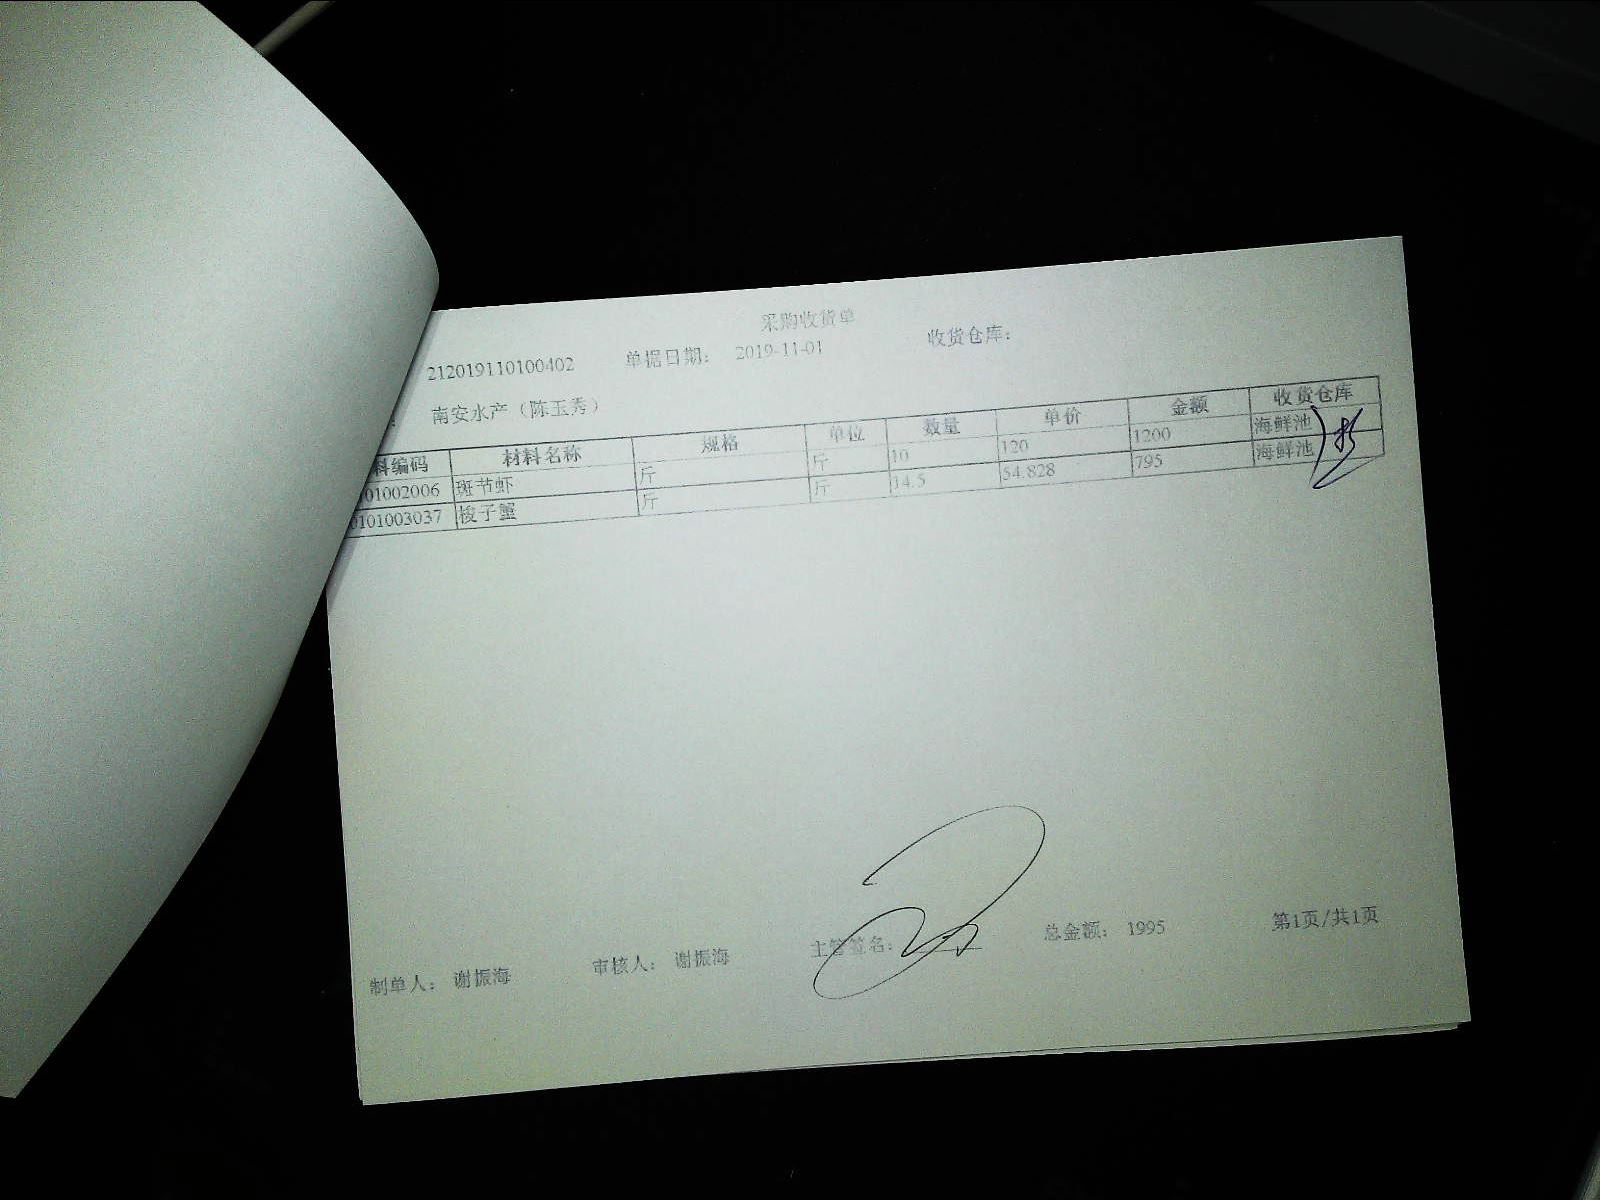 采购收货单
212019110100402 单据日期： 2019-11-01 收货仓库：
： 南安水产（陈玉秀）
料编码 材料名称 规格 单位 数量 单价 金额 收货仓库
01002006 斑节虾 斤 斤 10 120 1200 海鲜池
0101003037 梭子蟹 斤 斤 14.5 54.828 795 海鲜池
制单人： 谢振海 审核人： 谢振海 主管签名： 总金额： 1995 第1页/共1页